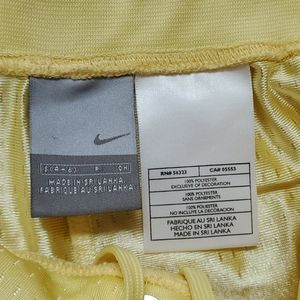 S (4-6) P CH
MADE IN SRI LANKA
FABRIQUÉ AU SRI LANKA
RN# 56323 CA# 05553
100% POLYESTER
EXCLUSIVE OF DECORATION
100% POLYESTER
SANS ORNEMENTS
100% POLIESTER
NO INCLUYE LA DECORACION
FABRIQUÉ AU SRI LANKA
HECHO EN SRI LANKA
MADE IN SRI LANKA